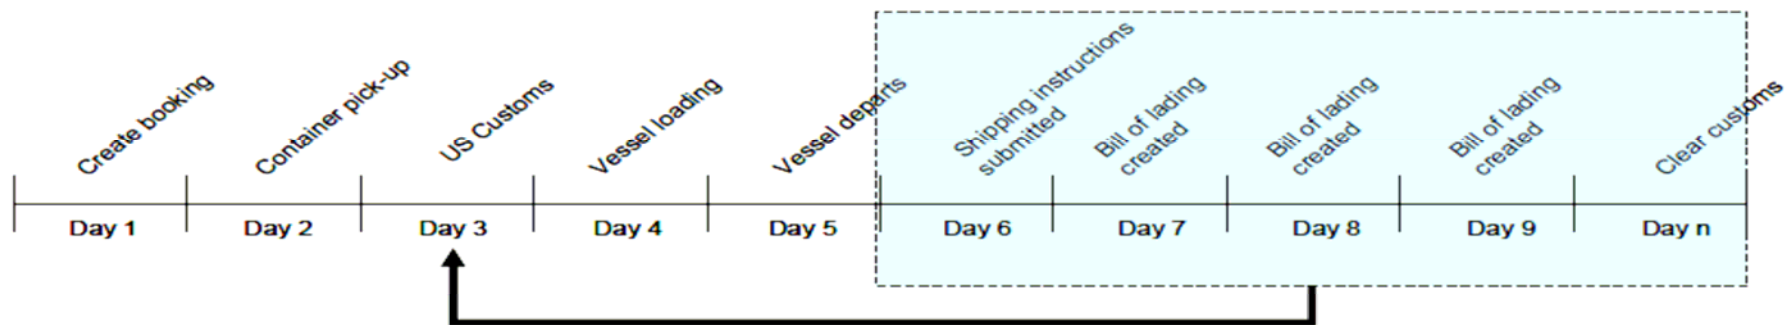 Create booking
Container pick-up
US Customs
Vessel loading
Vessel departs
Shipping instructions
submitted
Bill of lading
created
Bill of lading
created
Bill of lading
created
Clear customs
Day 1
Day 2
Day 3
Day 4
Day 5
Day 6
Day 7
Day 8
Day 9
Day n